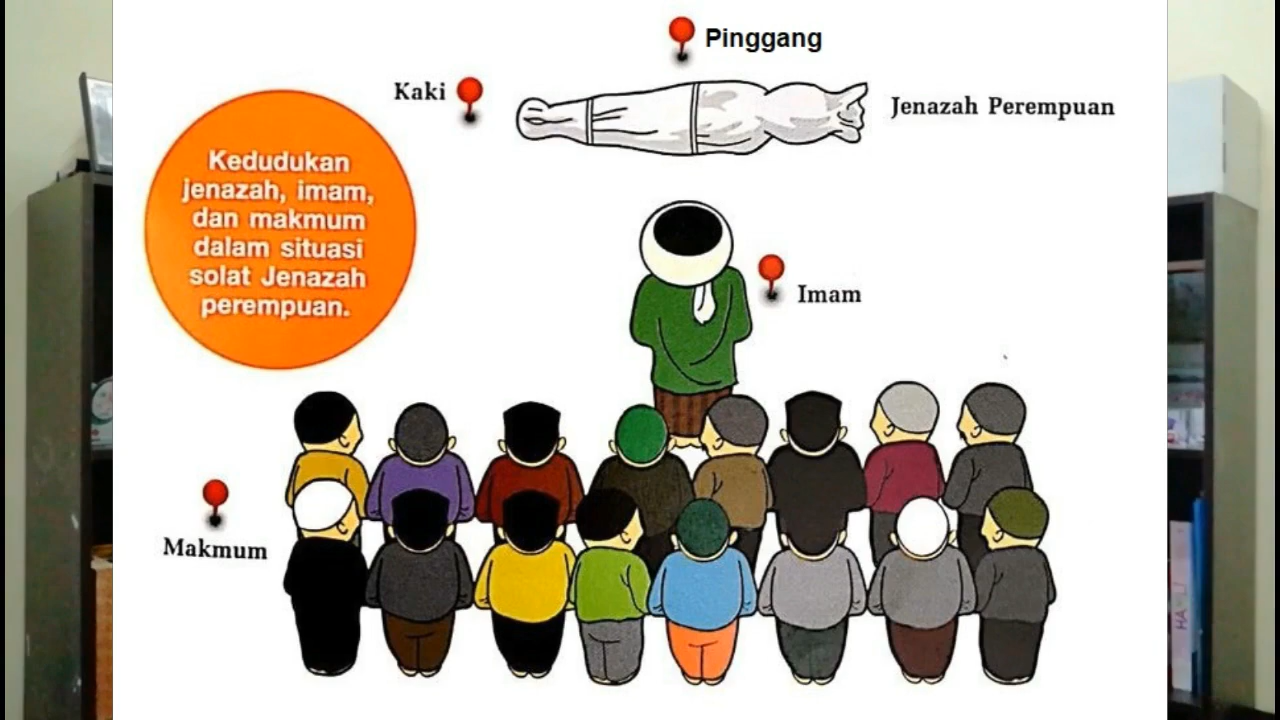 Pinggang
Kaki
Jenazah Perempuan
Kedudukan
jenazah, imam,
dan makmum
dalam situasi
solat Jenazah
perempuan.
Imam
Makmum